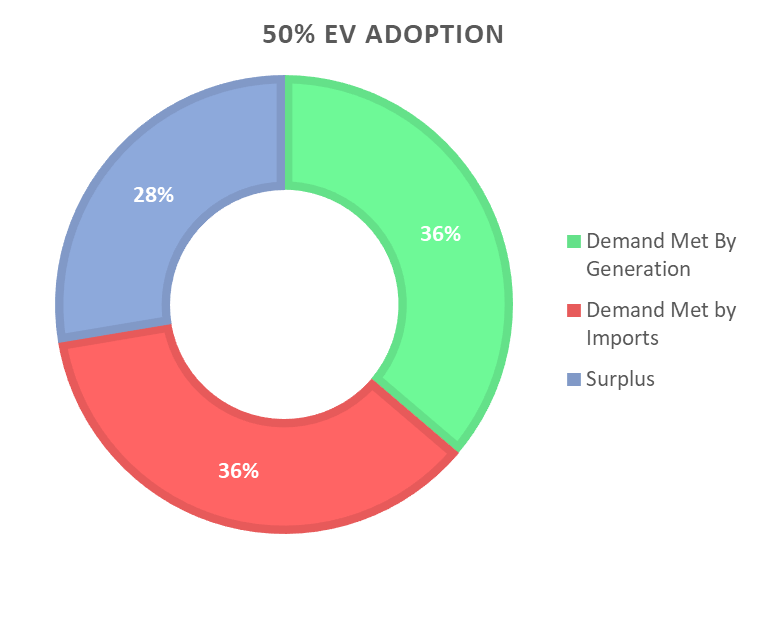 50% EV ADOPTION
28%
36%
36%
Demand Met By
Generation
Demand Met by
Imports
Surplus